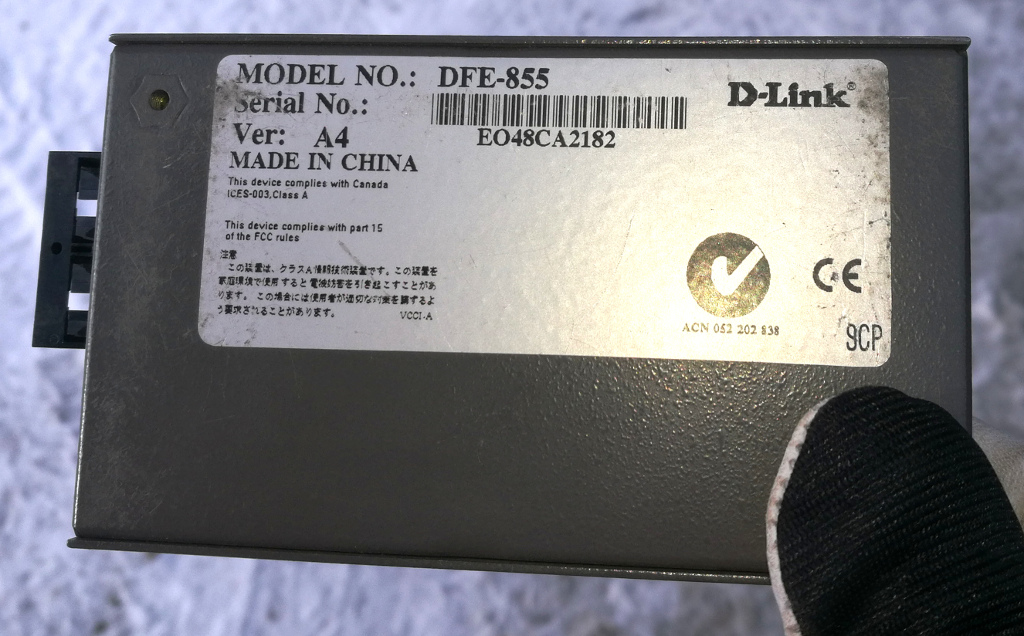 MODEL NO.: DFE-855
D-Link®
Serial No.:
EO48CA2182
Ver: A4
MADE IN CHINA
This device complies with Canada
ICES-003,Class A
This device complies with part 15
of the FCC rules
注意
この装置は、クラスA情報技術装置です。この装置を
家庭環境で使用すると電波妨害を引き起こすことがあ
ります。この場合には使用者が適切な対策を講するよ
う要求されることがあります。 VCCI-A
CE
ACN 052 202 838
9CP